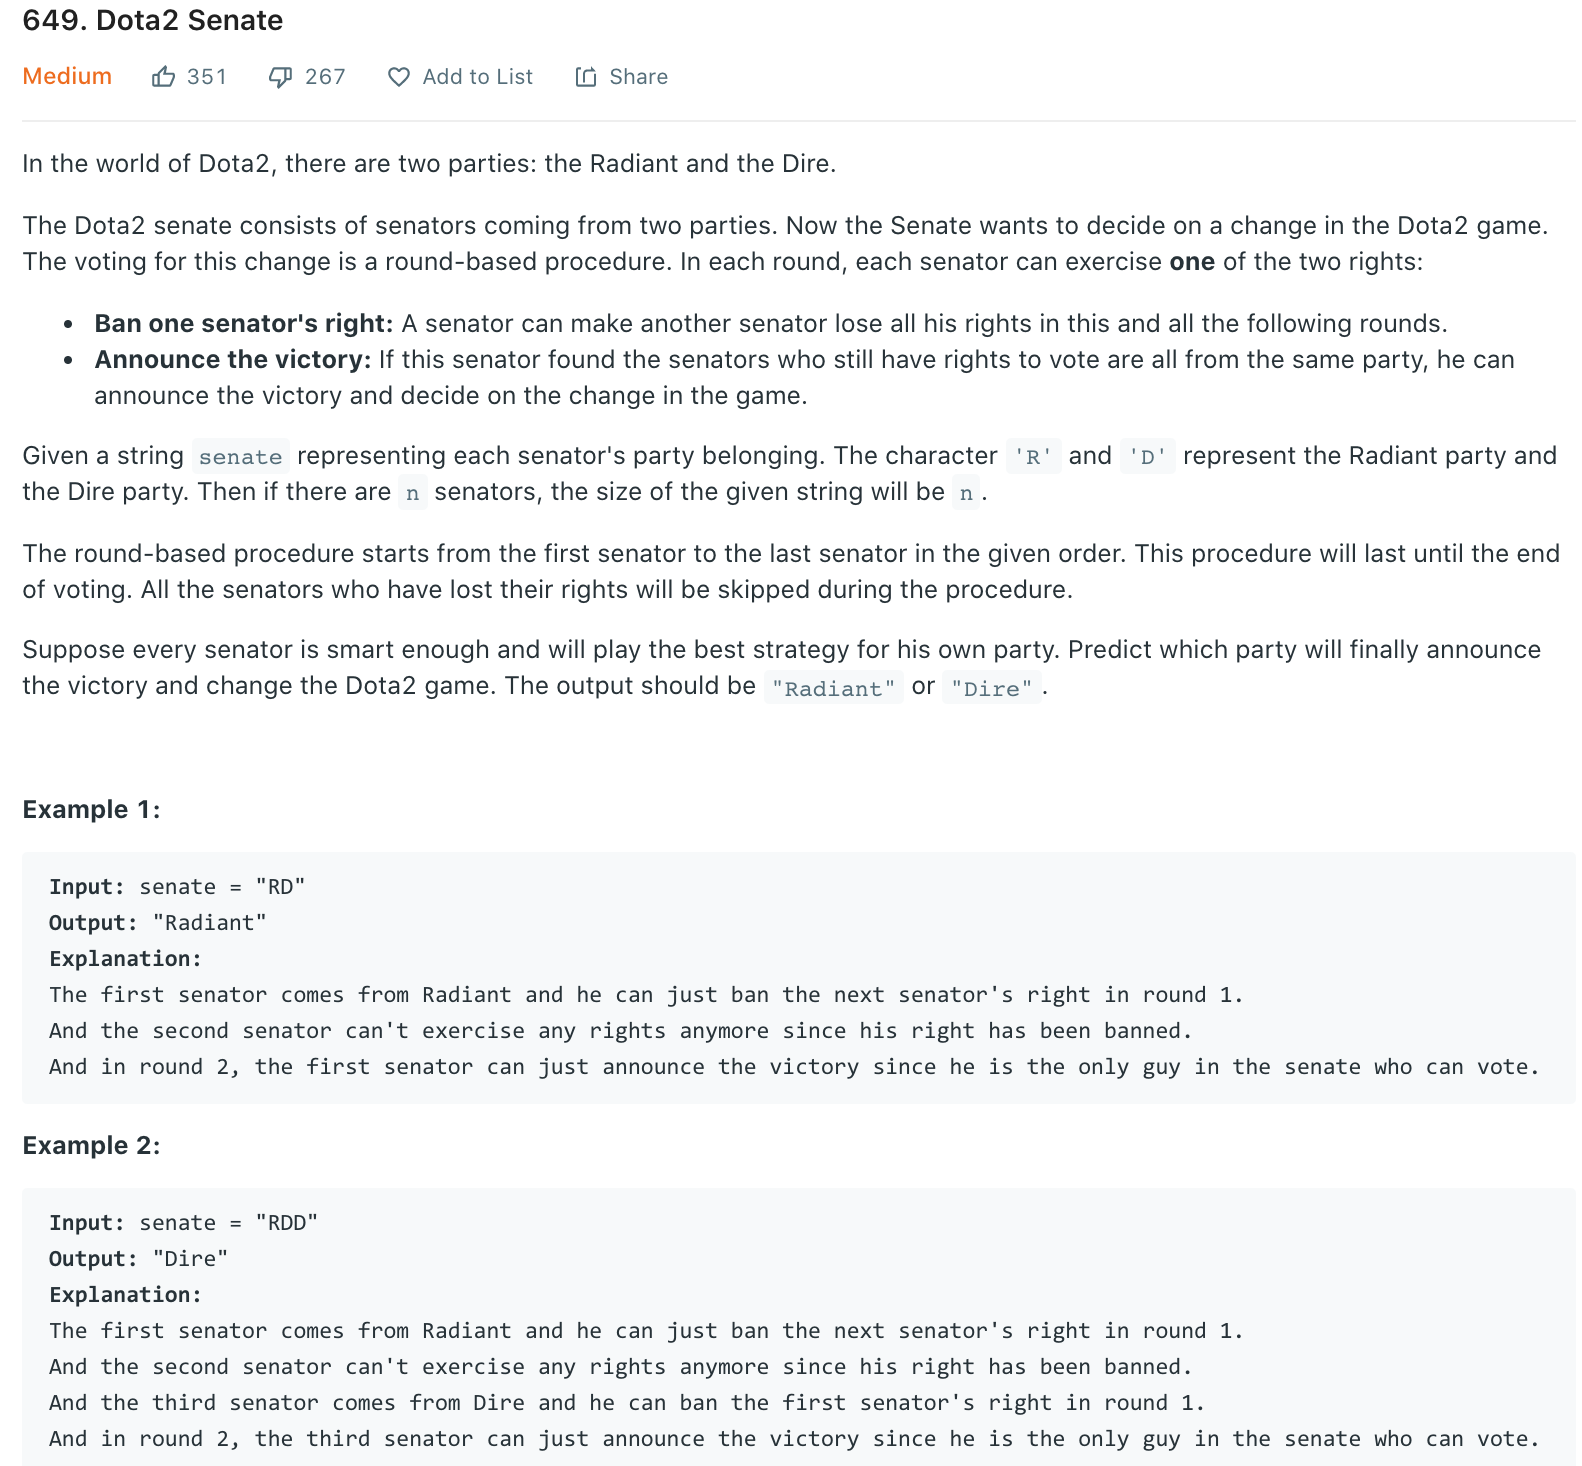 649. Dota2 Senate
Medium 351 267 Add to List Share
In the world of Dota2, there are two parties: the Radiant and the Dire.
The Dota2 senate consists of senators coming from two parties. Now the Senate wants to decide on a change in the Dota2 game.
The voting for this change is a round-based procedure. In each round, each senator can exercise one of the two rights:
• Ban one senator's right: A senator can make another senator lose all his rights in this and all the following rounds.
• Announce the victory: If this senator found the senators who still have rights to vote are all from the same party, he can
announce the victory and decide on the change in the game.
Given a string senate representing each senator's party belonging. The character 'R' and 'D' represent the Radiant party and
the Dire party. Then if there are n senators, the size of the given string will be n.
The round-based procedure starts from the first senator to the last senator in the given order. This procedure will last until the end
of voting. All the senators who have lost their rights will be skipped during the procedure.
Suppose every senator is smart enough and will play the best strategy for his own party. Predict which party will finally announce
the victory and change the Dota2 game. The output should be "Radiant" or "Dire".
Example 1:
Input: senate = "RD"
Output: "Radiant"
Explanation:
The first senator comes from Radiant and he can just ban the next senator's right in round 1.
And the second senator can't exercise any rights anymore since his right has been banned.
And in round 2, the first senator can just announce the victory since he is the only guy in the senate who can vote.
Example 2:
Input: senate = "RDD"
Output: "Dire"
Explanation:
The first senator comes from Radiant and he can just ban the next senator's right in round 1.
And the second senator can't exercise any rights anymore since his right has been banned.
And the third senator comes from Dire and he can ban the first senator's right in round 1.
And in round 2, the third senator can just announce the victory since he is the only guy in the senate who can vote.